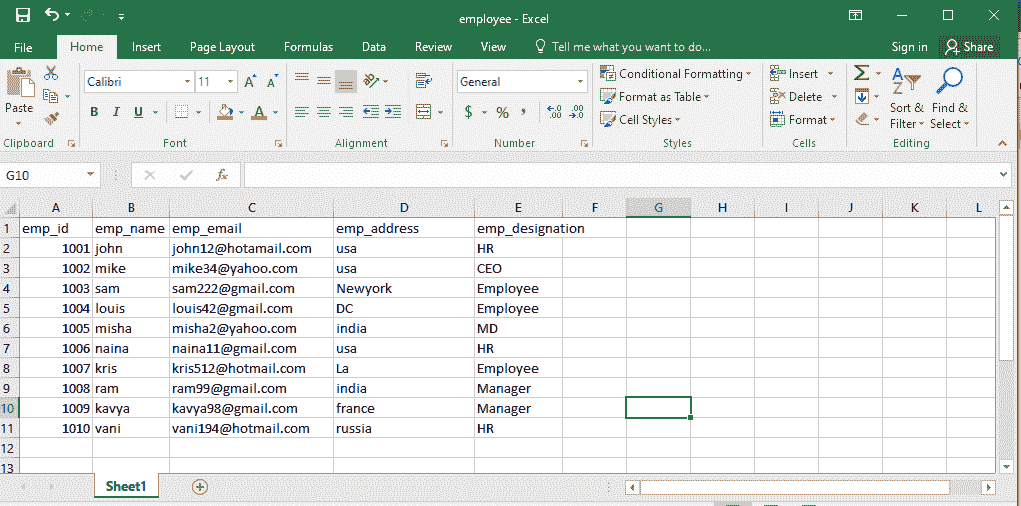 employee - Excel
File Home Insert Page Layout Formulas Data Review View Tell me what you want to do... Sign in Share
Calibri 11 General Conditional Formatting Insert
Paste B I U $ % , Format as Table Delete Sort & Find &
Cell Styles Format Filter Select
Clipboard Font Alignment Number Styles Cells Editing
G10 fx
A B C D E F G H I J K L
1 emp_id emp_name emp_email emp_address emp_designation
2 1001 john john12@hotamail.com usa HR
3 1002 mike mike34@yahoo.com usa CEO
4 1003 sam sam222@gmail.com Newyork Employee
5 1004 louis louis42@gmail.com DC Employee
6 1005 misha misha2@yahoo.com india MD
7 1006 naina naina11@gmail.com usa HR
8 1007 kris kris512@hotmail.com La Employee
9 1008 ram ram99@gmail.com india Manager
10 1009 kavya kavya98@gmail.com france Manager
11 1010 vani vani194@hotmail.com russia HR
12
13
Sheet1